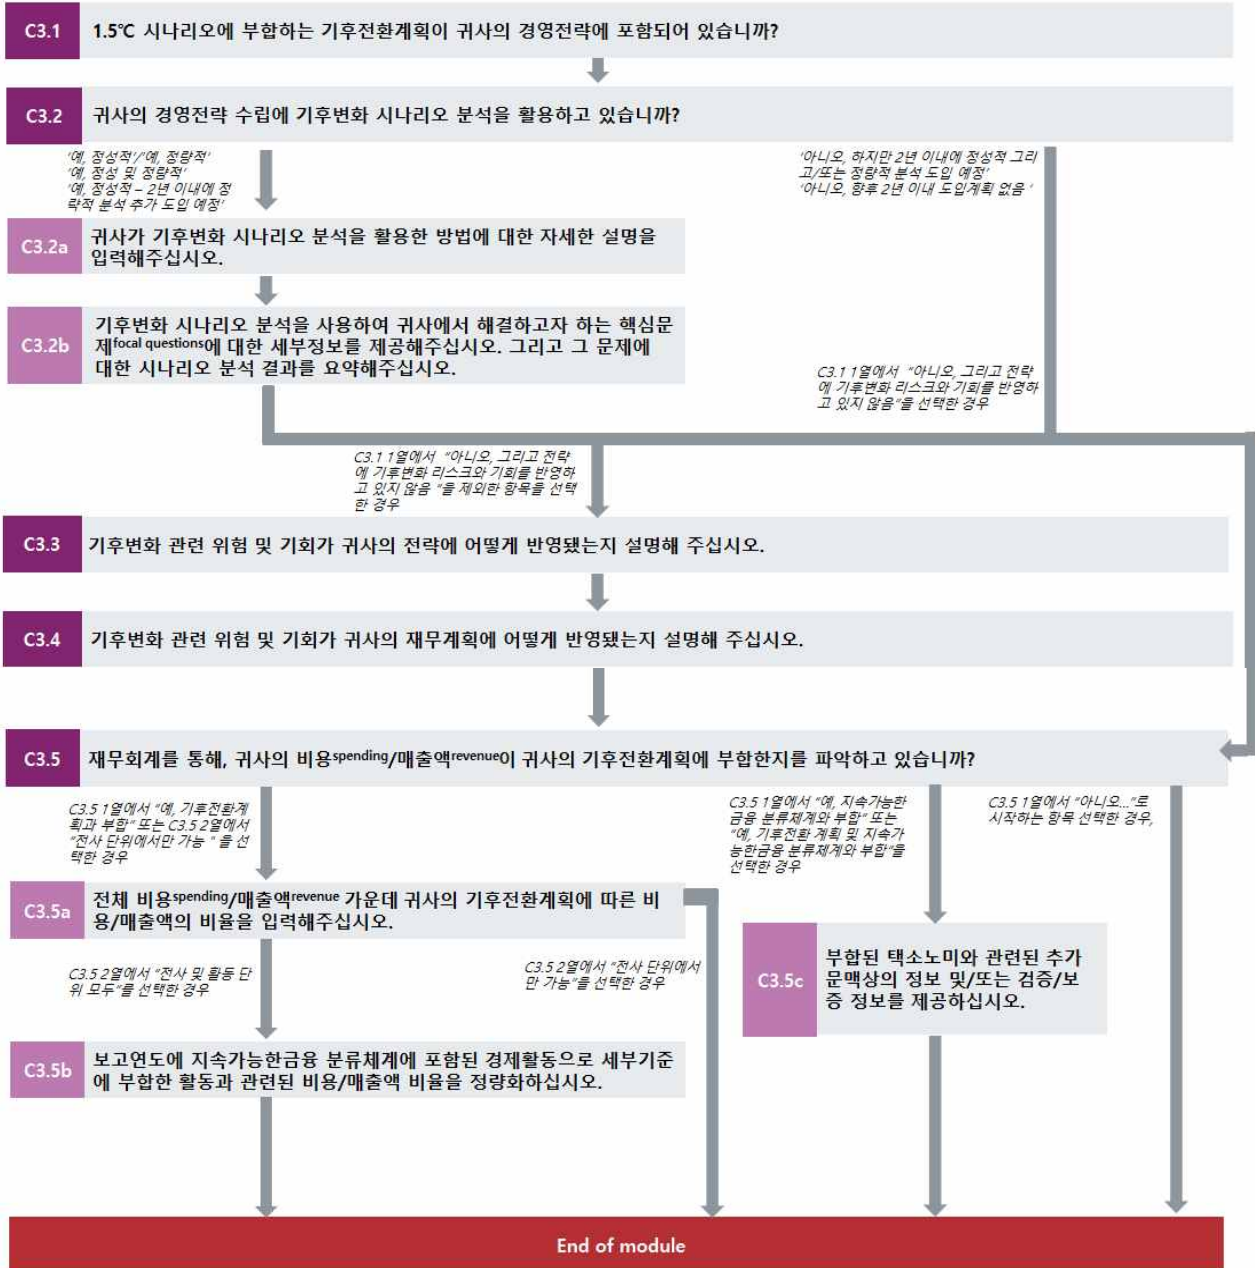 C3.1
1.5℃ 시나리오에 부합하는 기후전환계획이 귀사의 경영전략에 포함되어 있습니까?
C3.2
귀사의 경영전략 수립에 기후변화 시나리오 분석을 활용하고 있습니까?
'예, 정성적'/'예, 정량적'
'예, 정성 및 정량적'
'예, 정성적 – 2년 이내에 정
략적 분석 추가 도입 예정'
'아니오, 하지만 2년 이내에 정성적 그리
고/또는 정량적 분석 도입 예정'
'아니오, 향후 2년 이내 도입계획 없음 '
C3.2a
귀사가 기후변화 시나리오 분석을 활용한 방법에 대한 자세한 설명을
입력해주십시오.
C3.2b
기후변화 시나리오 분석을 사용하여 귀사에서 해결하고자 하는 핵심문
제focal questions에 대한 세부정보를 제공해주십시오. 그리고 그 문제에
대한 시나리오 분석 결과를 요약해주십시오.
C3.1 1열에서 "아니오, 그리고 전략
에 기후변화 리스크와 기회를 반영하
고 있지 않음"을 선택한 경우
C3.1 1열에서 "아니오, 그리고 전략
에 기후변화 리스크와 기회를 반영하
고 있지 않음 "을 제외한 항목을 선택
한 경우
C3.3
기후변화 관련 위험 및 기회가 귀사의 전략에 어떻게 반영됐는지 설명해 주십시오.
C3.4
기후변화 관련 위험 및 기회가 귀사의 재무계획에 어떻게 반영됐는지 설명해 주십시오.
C3.5
재무회계를 통해, 귀사의 비용spending/매출액revenue이 귀사의 기후전환계획에 부합한지를 파악하고 있습니까?
C3.5 1열에서 "예, 기후전환계
획과 부합" 또는 C3.5 2열에서
"전사 단위에서만 가능 " 을 선
택한 경우
C3.5 1열에서 "예, 지속가능한
금융 분류체계와 부합" 또는
"예, 기후전환 계획 및 지속가
능한금융 분류체계와 부합"을
선택한 경우
C3.5 1열에서 "아니오..."로
시작하는 항목 선택한 경우,
C3.5a
전체 비용spending/매출액revenue 가운데 귀사의 기후전환계획에 따른 비
용/매출액의 비율을 입력해주십시오.
C3.5 2열에서 "전사 및 활동 단
위 모두"를 선택한 경우
C3.5 2열에서 "전사 단위에서
만 가능"을 선택한 경우
C3.5c
부합된 택소노미와 관련된 추가
문맥상의 정보 및/또는 검증/보
증 정보를 제공하십시오.
C3.5b
보고연도에 지속가능한금융 분류체계에 포함된 경제활동으로 세부기준
에 부합한 활동과 관련된 비용/매출액 비율을 정량화하십시오.
End of module